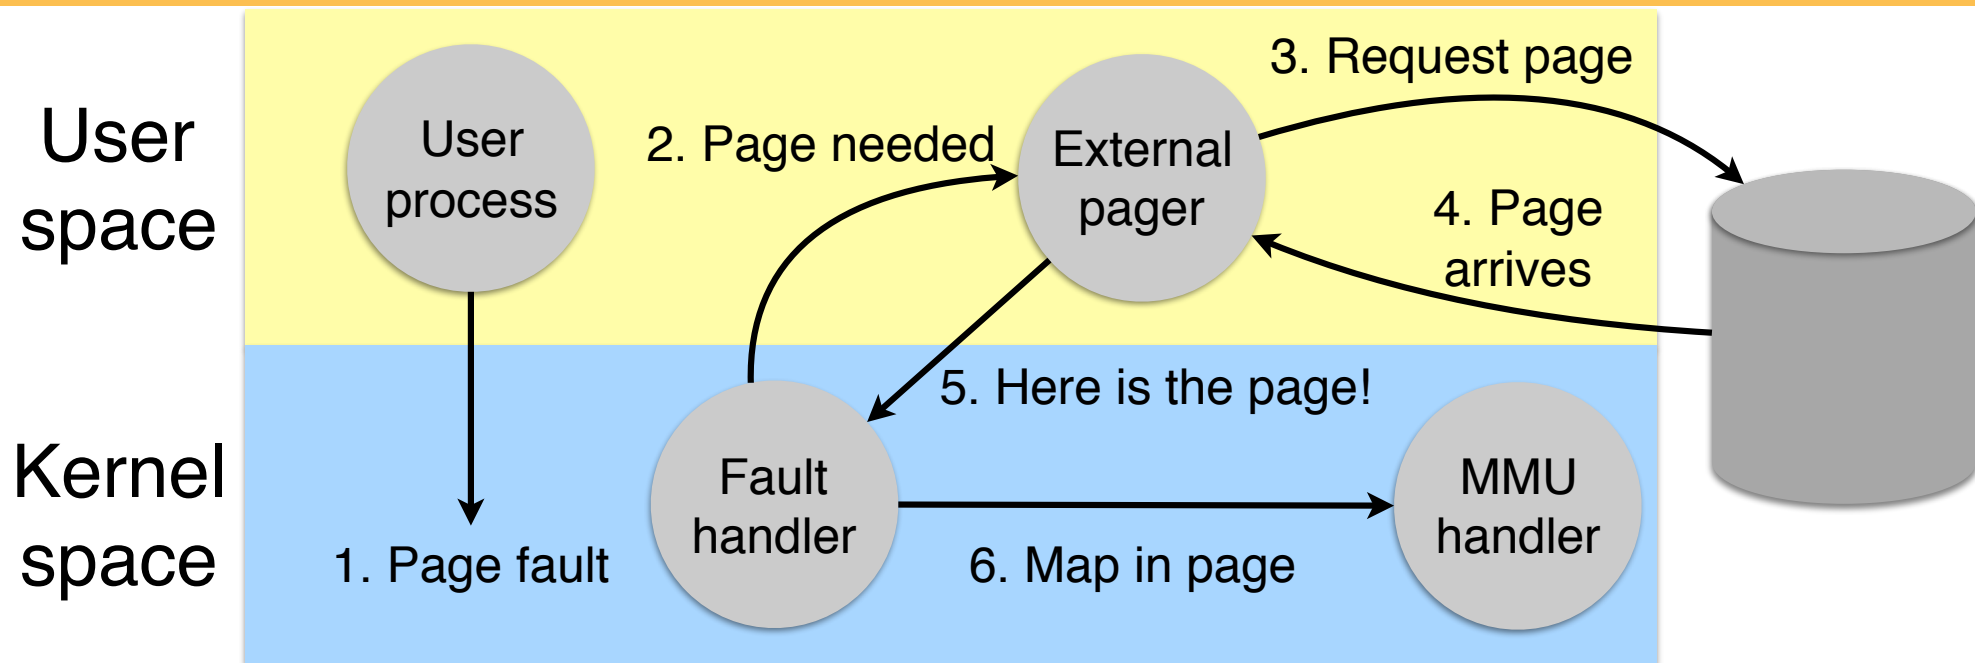 User
space
User
process
2. Page needed
External
pager
3. Request page
4. Page
arrives
Kernel
space
1. Page fault
Fault
handler
5. Here is the page!
6. Map in page
MMU
handler